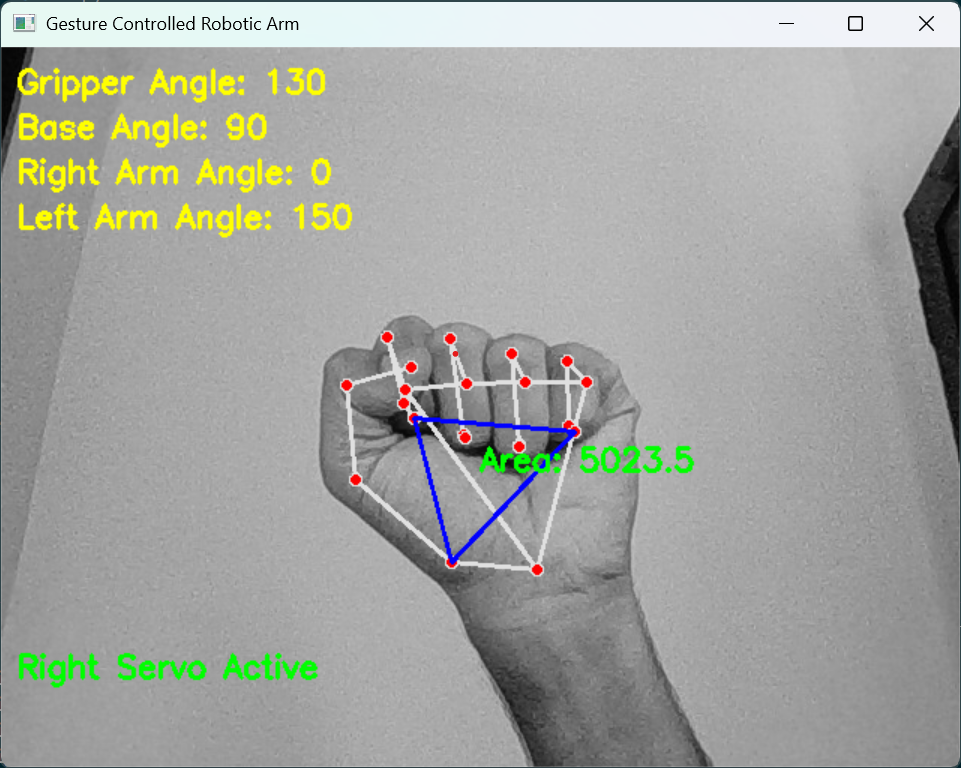 Gesture Controlled Robotic Arm
Gripper Angle: 130
Base Angle: 90
Right Arm Angle: 0
Left Arm Angle: 150
Area: 5023.5
Right Servo Active